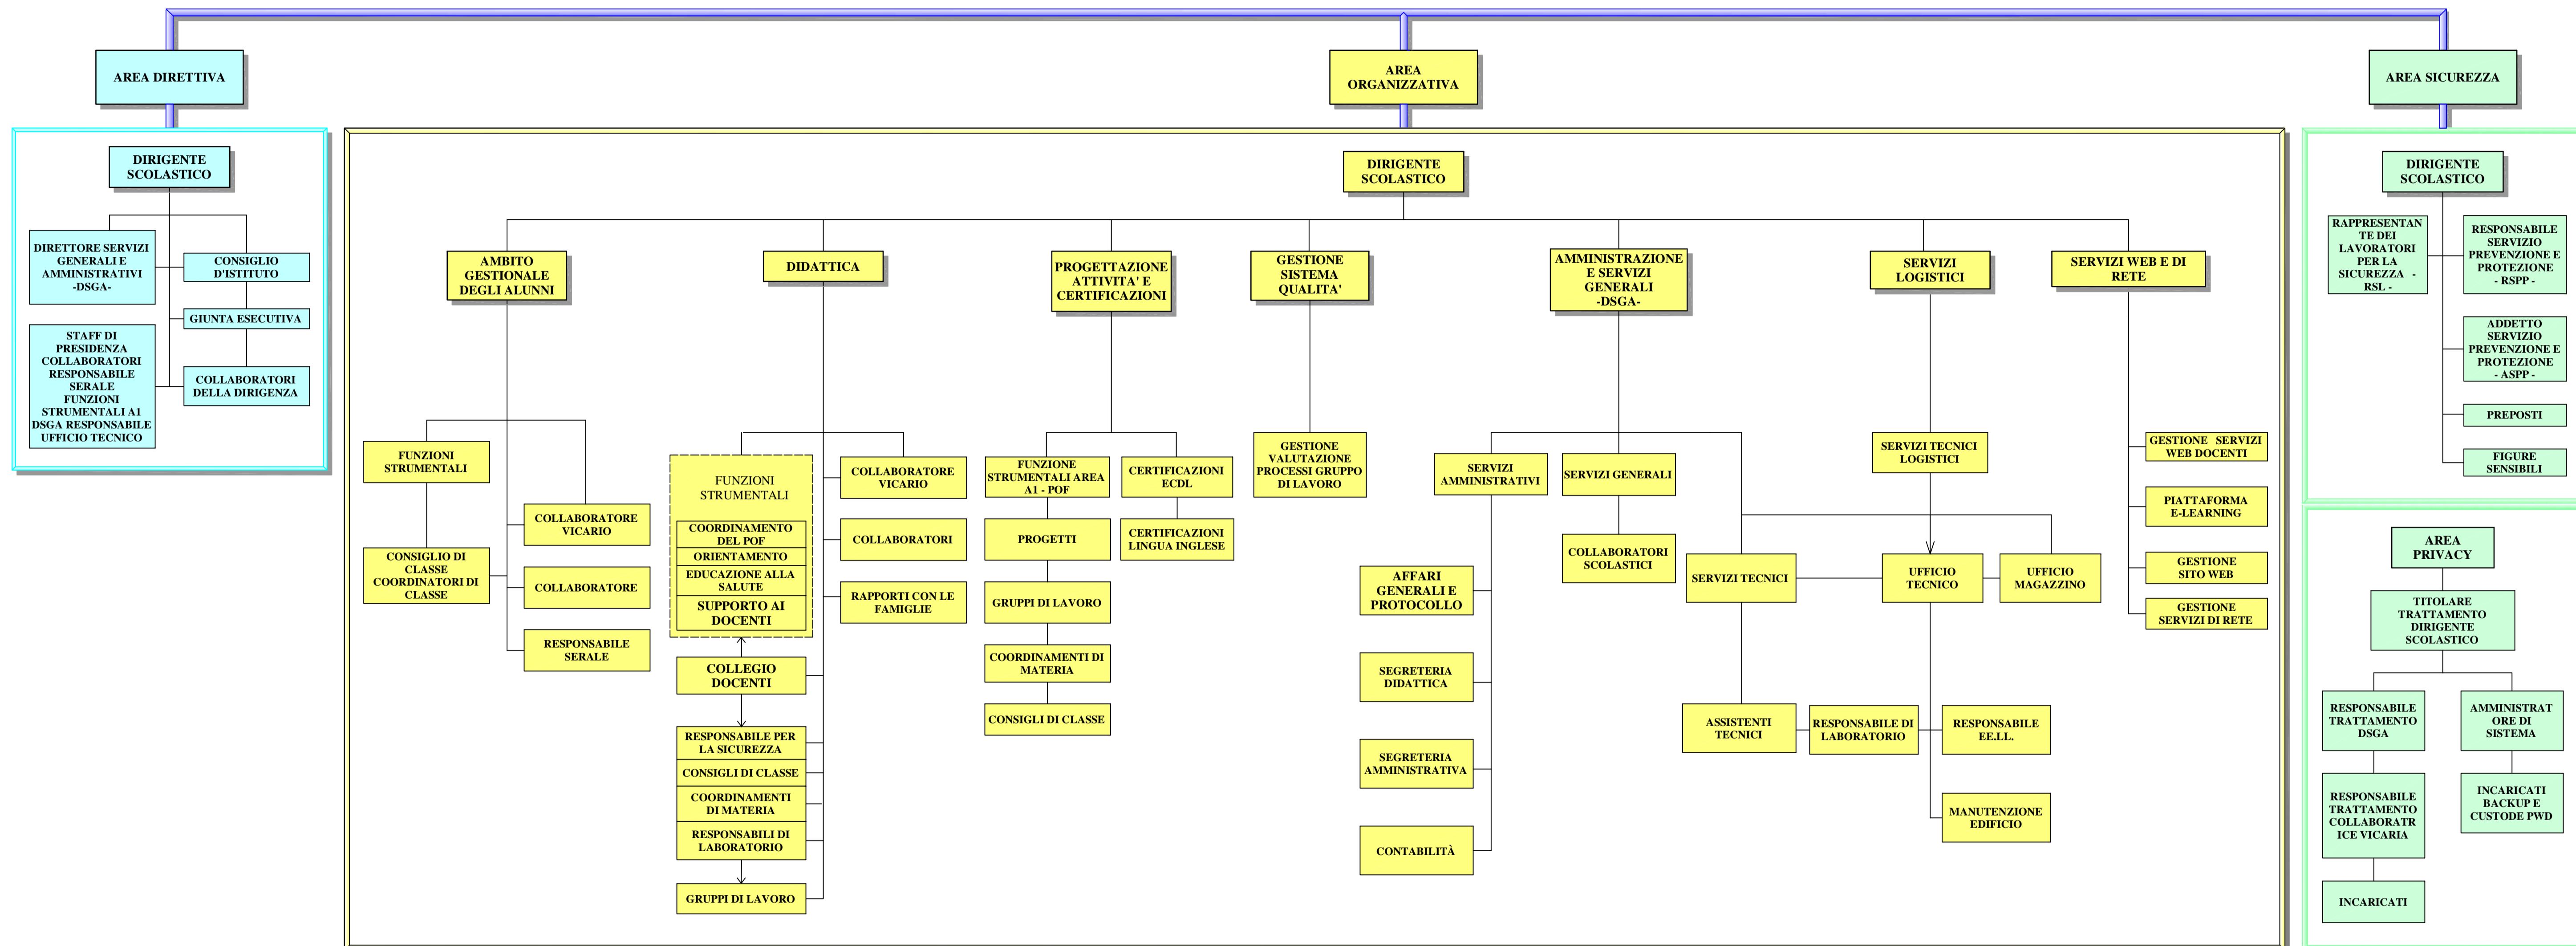 AREA DIRETTIVA
AREA
ORGANIZZATIVA
AREA SICUREZZA
DIRIGENTE
SCOLASTICO
DIRETTORE SERVIZI
GENERALI E
AMMINISTRATIVI
-DSGA-
CONSIGLIO
D'ISTITUTO
GIUNTA ESECUTIVA
STAFF DI
PRESIDENZA
COLLABORATORI
RESPONSABILE
SERALE
FUNZIONI
STRUMENTALI A1
DSGA RESPONSABILE
UFFICIO TECNICO
COLLABORATORI
DELLA DIRIGENZA
DIRIGENTE
SCOLASTICO
AMBITO
GESTIONALE
DEGLI ALUNNI
DIDATTICA
PROGETTAZIONE
ATTIVITA' E
CERTIFICAZIONI
GESTIONE
SISTEMA
QUALITA'
AMMINISTRAZIONE
E SERVIZI
GENERALI
-DSGA-
SERVIZI
LOGISTICI
SERVIZI WEB E DI
RETE
FUNZIONI
STRUMENTALI
CONSIGLIO DI
CLASSE
COORDINATORI DI
CLASSE
COLLABORATORE
VICARIO
COLLABORATORE
RESPONSABILE
SERALE
FUNZIONI
STRUMENTALI
COORDINAMENTO
DEL POF
ORIENTAMENTO
EDUCAZIONE ALLA
SALUTE
SUPPORTO AI
DOCENTI
COLLEGIO
DOCENTI
RESPONSABILE PER
LA SICUREZZA
CONSIGLI DI CLASSE
COORDINAMENTI
DI MATERIA
RESPONSABILI DI
LABORATORIO
GRUPPI DI LAVORO
COLLABORATORE
VICARIO
COLLABORATORI
RAPPORTI CON LE
FAMIGLIE
FUNZIONE
STRUMENTALI AREA
A1 - POF
PROGETTI
GRUPPI DI LAVORO
COORDINAMENTI DI
MATERIA
CONSIGLI DI CLASSE
CERTIFICAZIONI
ECDL
CERTIFICAZIONI
LINGUA INGLESE
GESTIONE
VALUTAZIONE
PROCESSI GRUPPO
DI LAVORO
SERVIZI
AMMINISTRATIVI
AFFARI
GENERALI E
PROTOCOLLO
SEGRETERIA
DIDATTICA
SEGRETERIA
AMMINISTRATIVA
CONTABILITÀ
SERVIZI GENERALI
COLLABORATORI
SCOLASTICI
SERVIZI TECNICI
ASSISTENTI
TECNICI
SERVIZI TECNICI
LOGISTICI
UFFICIO
TECNICO
UFFICIO
MAGAZZINO
RESPONSABILE DI
LABORATORIO
RESPONSABILE
EE.LL.
MANUTENZIONE
EDIFICIO
GESTIONE SERVIZI
WEB DOCENTI
PIATTAFORMA
E-LEARNING
GESTIONE
SITO WEB
GESTIONE
SERVIZI DI RETE
DIRIGENTE
SCOLASTICO
RAPPRESENTAN
TE DEI
LAVORATORI
PER LA
SICUREZZA -
RSL -
RESPONSABILE
SERVIZIO
PREVENZIONE E
PROTEZIONE
- RSPP -
ADDETTO
SERVIZIO
PREVENZIONE E
PROTEZIONE
- ASPP -
PREPOSTI
FIGURE
SENSIBILI
AREA
PRIVACY
TITOLARE
TRATTAMENTO
DIRIGENTE
SCOLASTICO
RESPONSABILE
TRATTAMENTO
DSGA
RESPONSABILE
TRATTAMENTO
COLLABORATR
ICE VICARIA
INCARICATI
AMMINISTRAT
ORE DI
SISTEMA
INCARICATI
BACKUP E
CUSTODE PWD